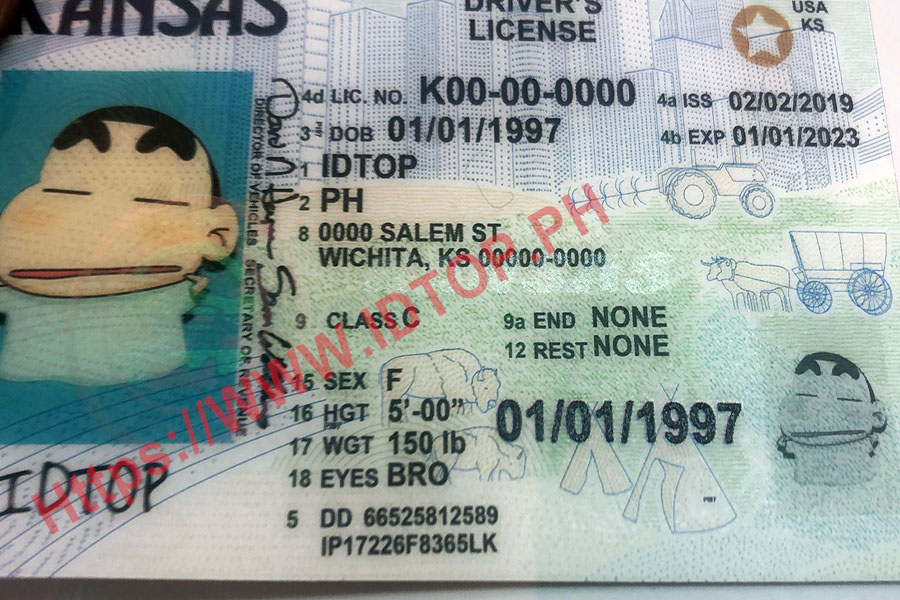 KANSAS
DRIVER'S
LICENSE
USA
KS
4d LIC. NO. K00-00-0000
4a ISS 02/02/2019
3 DOB 01/01/1997
4b EXP 01/01/2023
1 IDTOP
2 PH
8 0000 SALEM ST
WICHITA, KS 00000-0000
9 CLASS C
9a END NONE
12 REST NONE
15 SEX F
16 HGT 5'-00"
01/01/1997
17 WGT 150 lb
18 EYES BRO
5 DD 66525812589
IP17226F8365LK
DIRECTOR OF VEHICLES
SECRETARY OF REVENUE
IDTOP
Https://WWW.IDTOP.PH